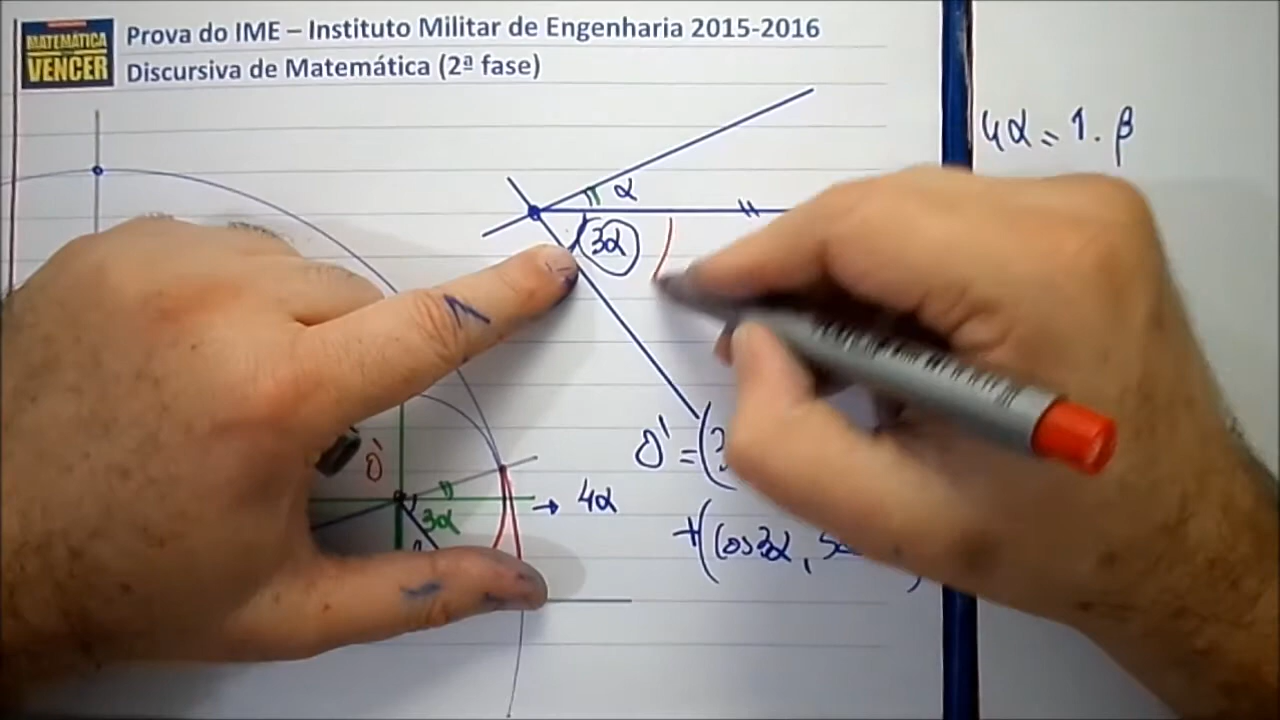 MATEMÁTICA
VENCER
Prova do IME – Instituto Militar de Engenharia 2015-2016
Discursiva de Matemática (2ª fase)
4α = 1. β
α
3α
O'
3α
→ 4α
O' = (3
+(cos3α,